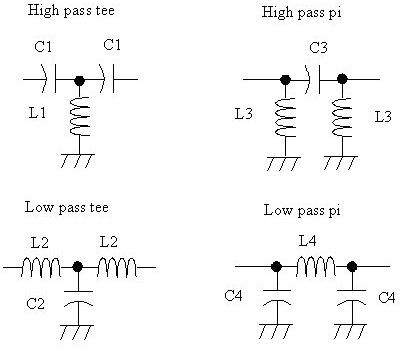 High pass tee
High pass pi
C1
C1
C3
L1
L3
L3
Low pass tee
Low pass pi
L2
L2
L4
C2
C4
C4